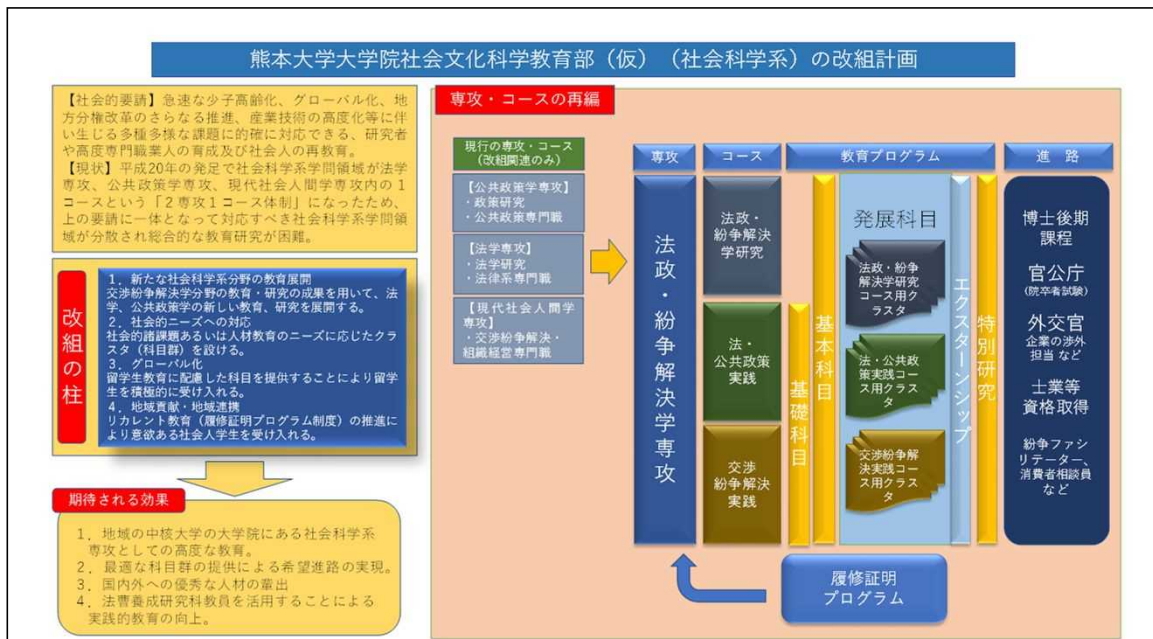 熊本大学大学院社会文化科学教育部（仮）（社会科学系）の改組計画
【社会的要請】急速な少子高齢化、グローバル化、地
方分権改革のさらなる推進、産業技術の高度化等に伴
い生じる多種多様な課題に的確に対応できる、研究者
や高度専門職業人の育成及び社会人の再教育。
【現状】平成20年の発足で社会科学系学問領域が法学
専攻、公共政策学専攻、現代社会人間学専攻内の１
コースという「２専攻１コース体制」になったため、
上の要請に一体となって対応すべき社会科学系学問領
域が分散され総合的な教育研究が困難。
改組の柱
１．新たな社会科学系分野の教育展開
交渉紛争解決学分野の教育・研究の成果を用いて、法
学、公共政策学の新しい教育、研究を展開する。
２．社会的ニーズへの対応
社会的諸課題あるいは人材教育のニーズに応じたクラ
スタ（科目群）を設ける。
３．グローバル化
留学生教育に配慮した科目を提供することにより留学
生を積極的に受け入れる。
４．地域貢献・地域連携
リカレント教育（履修証明プログラム制度）の推進に
より意欲ある社会人学生を受け入れる。
期待される効果
１．地域の中核大学の大学院にある社会科学系
専攻としての高度な教育。
２．最適な科目群の提供による希望進路の実現。
３．国内外への優秀な人材の輩出
４．法曹養成研究科教員を活用することによる
実践的教育の向上。
専攻・コースの再編
現行の専攻・コース
（改組関連のみ）
【公共政策学専攻】
・政策研究
・公共政策専門職
【法学専攻】
・法学研究
・法律系専門職
【現代社会人間学
専攻】
・交渉紛争解決・
組織経営専門職
専攻
コース
教育プログラム
進路
法政・紛争解決学専攻
法政・
紛争解決
学研究
法・
公共政策
実践
交渉
紛争解決
実践
基礎科目
基本科目
発展科目
法政・紛争
解決学研究
コース用ク
ラスタ
法・公共政
策実践コー
ス用クラス
タ
交渉紛争解
決実践コー
ス用クラス
タ
エクスターンシップ
特別研究
博士後期
課程
官公庁
（院卒者試験）
外交官
企業の渉外
担当 など
士業等
資格取得
紛争ファシ
リテーター、
消費者相談員
など
履修証明
プログラム